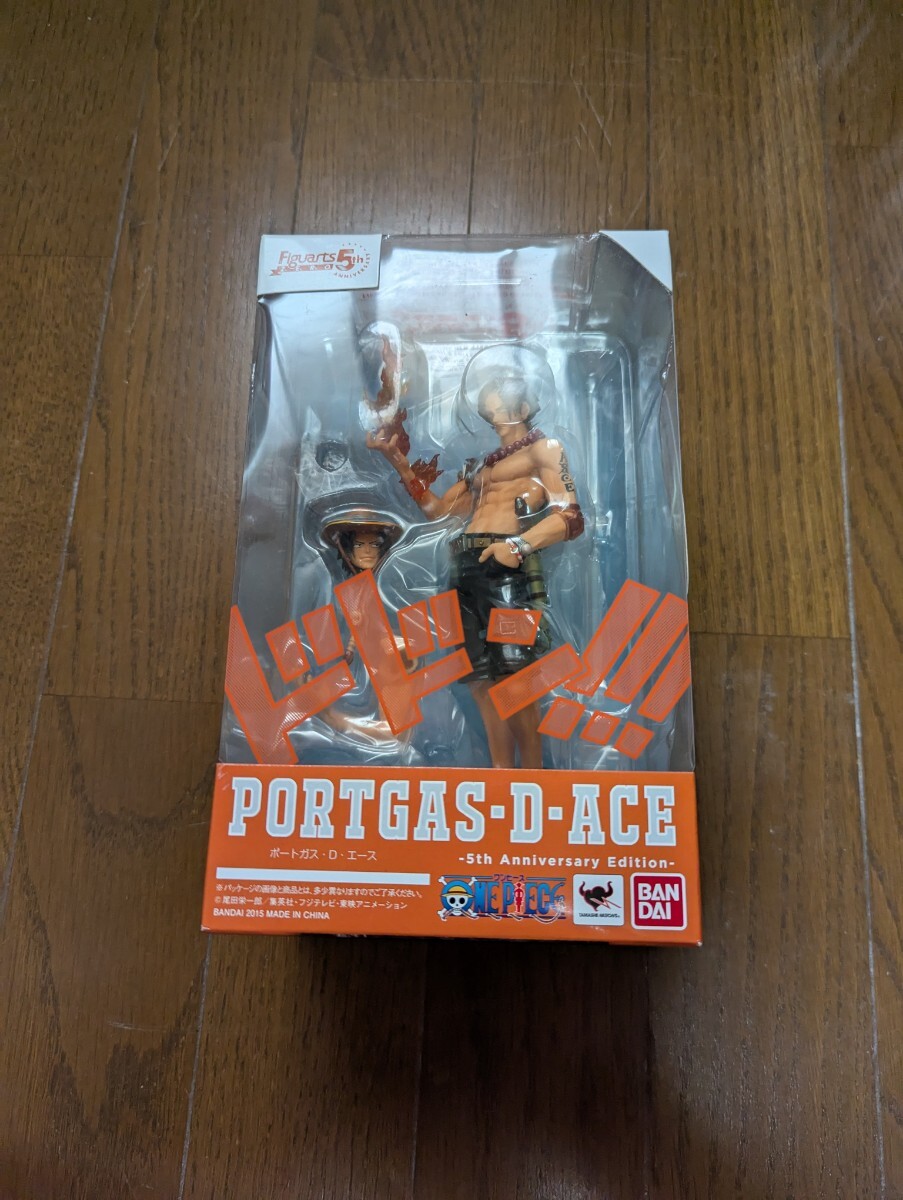 Figuarts 5th
ANNIVERSARY
ASCE
ドドン!!!
PORTGAS・D・ACE
ポートガス・D・エース
-5th Anniversary Edition-
※パッケージの画像と商品とは、多少異なりますのでご了承ください。
© 尾田栄一郎／集英社・フジテレビ・東映アニメーション
BANDAI 2015 MADE IN CHINA
ワンピース
ONE PIECE
TAMASHII NATIONS
BAN
DAI